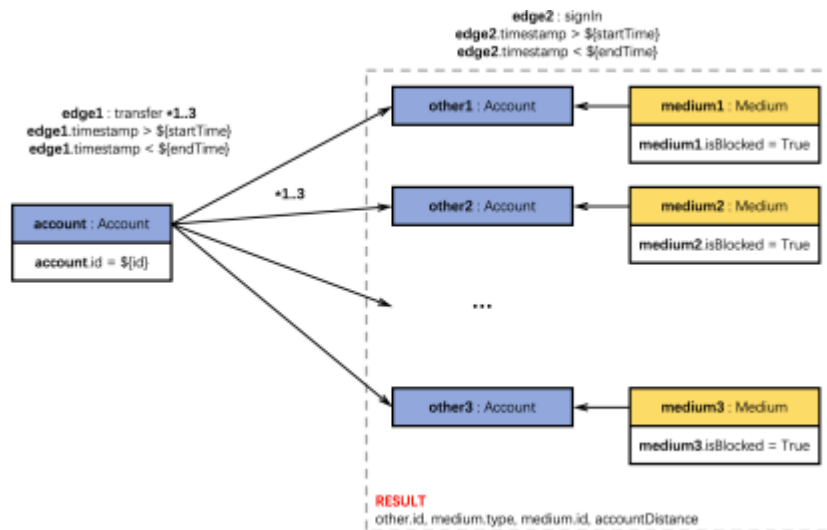 edge2 : signIn
edge2.timestamp > ${startTime}
edge2.timestamp < ${endTime}
edge1 : transfer *1..3
edge1.timestamp > ${startTime}
edge1.timestamp < ${endTime}
other1 : Account
medium1 : Medium
medium1.isBlocked = True
*1..3
other2 : Account
medium2 : Medium
medium2.isBlocked = True
account : Account
account.id = ${id}
...
other3 : Account
medium3 : Medium
medium3.isBlocked = True
RESULT
other.id, medium.type, medium.id, accountDistance